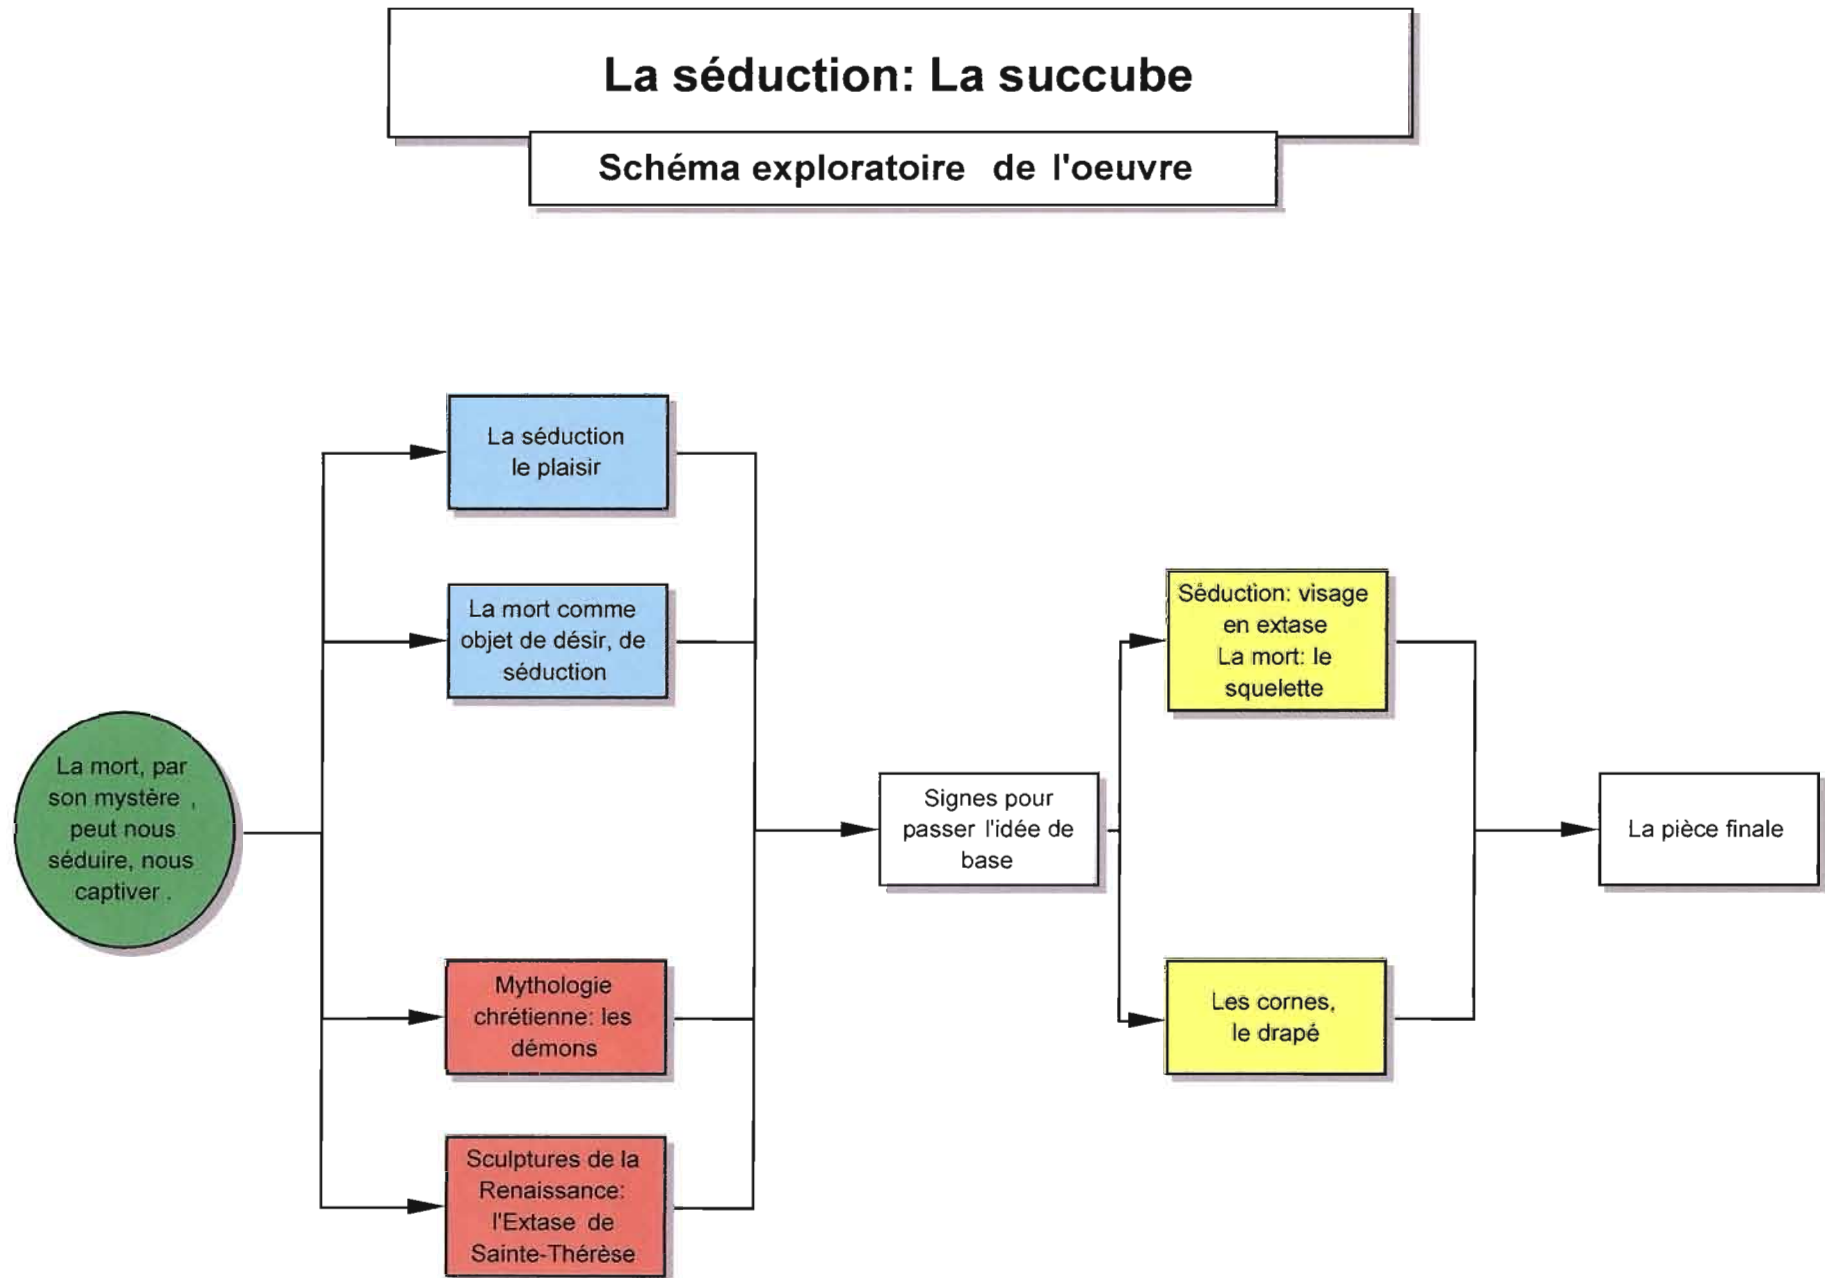 La séduction: La succube
Schéma exploratoire de l'oeuvre
La séduction
le plaisir
La mort comme
objet de désir, de
séduction
Séduction: visage
en extase
La mort: le
squelette
La mort, par
son mystère ,
peut nous
séduire, nous
captiver .
Signes pour
passer l'idée de
base
La pièce finale
Mythologie
chrétienne: les
démons
Les cornes,
le drapé
Sculptures de la
Renaissance:
l'Extase de
Sainte-Thérèse